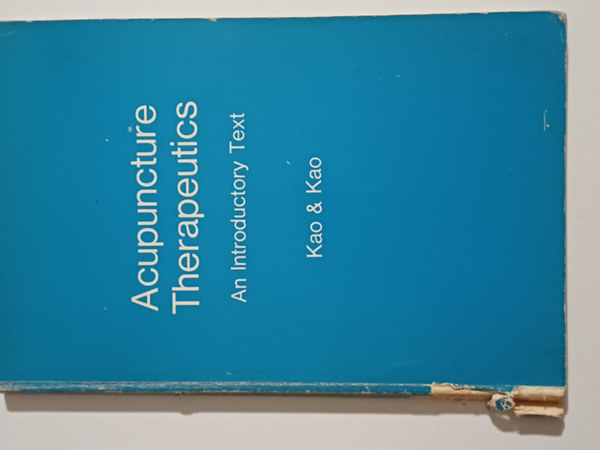 Acupuncture
Therapeutics
An Introductory Text
Kao & Kao